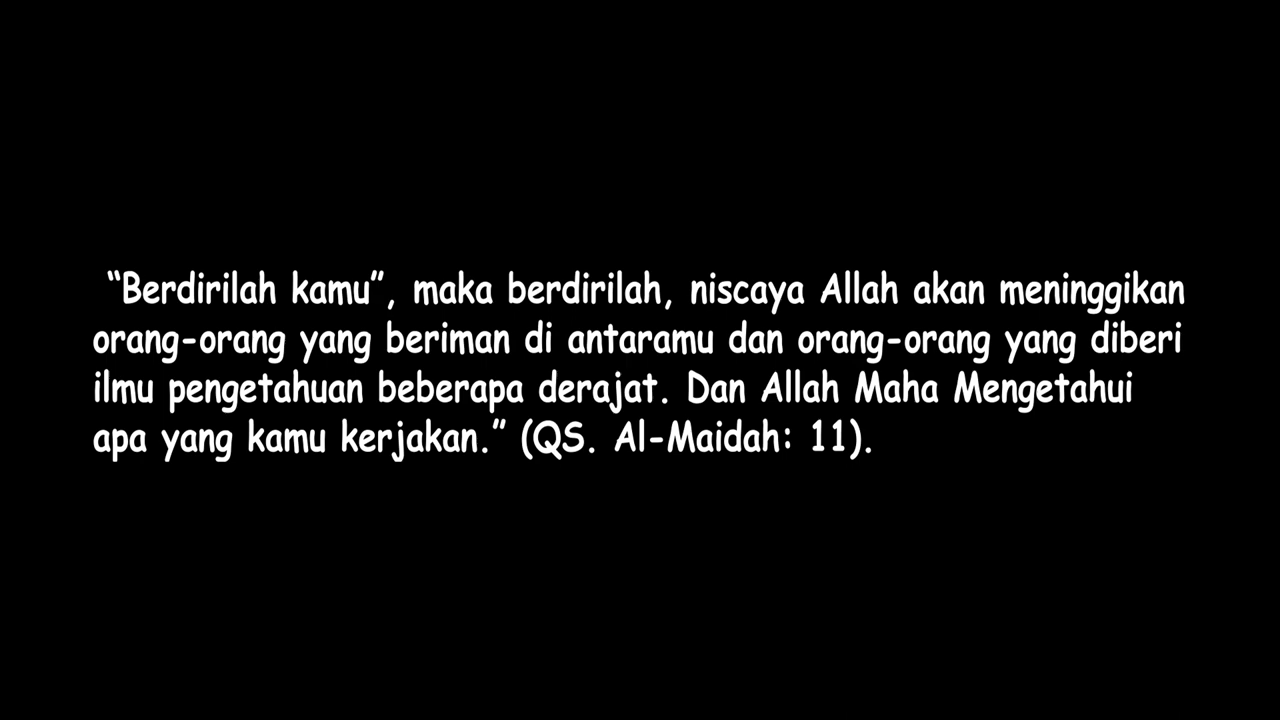 “Berdirilah kamu”, maka berdirilah, niscaya Allah akan meninggikan
orang-orang yang beriman di antaramu dan orang-orang yang diberi
ilmu pengetahuan beberapa derajat. Dan Allah Maha Mengetahui
apa yang kamu kerjakan.” (QS. Al-Maidah: 11).